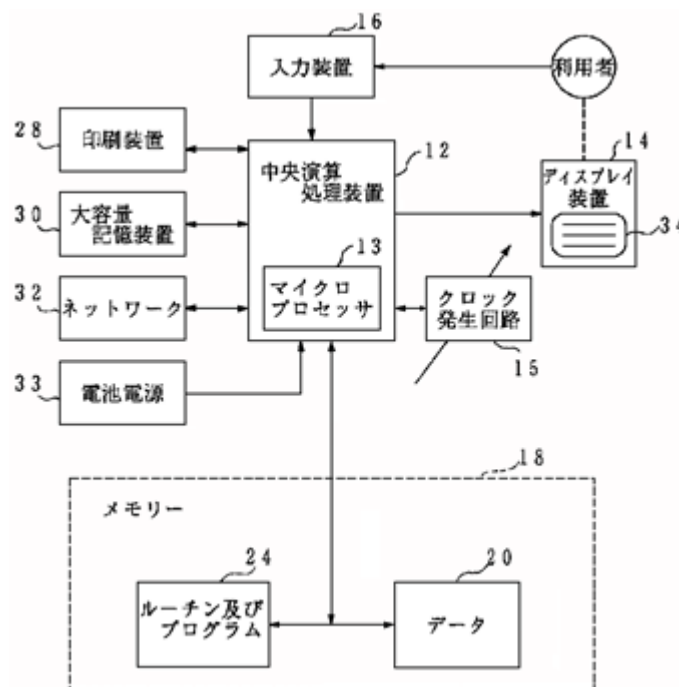 16
入力装置
利用者
28
印刷装置
12
中央演算
処理装置
14
ディスプレイ
装置
34
30
大容量
記憶装置
13
マイクロ
プロセッサ
32
ネットワーク
クロック
発生回路
15
33
電池電源
18
メモリー
24
ルーチン及び
プログラム
20
データ